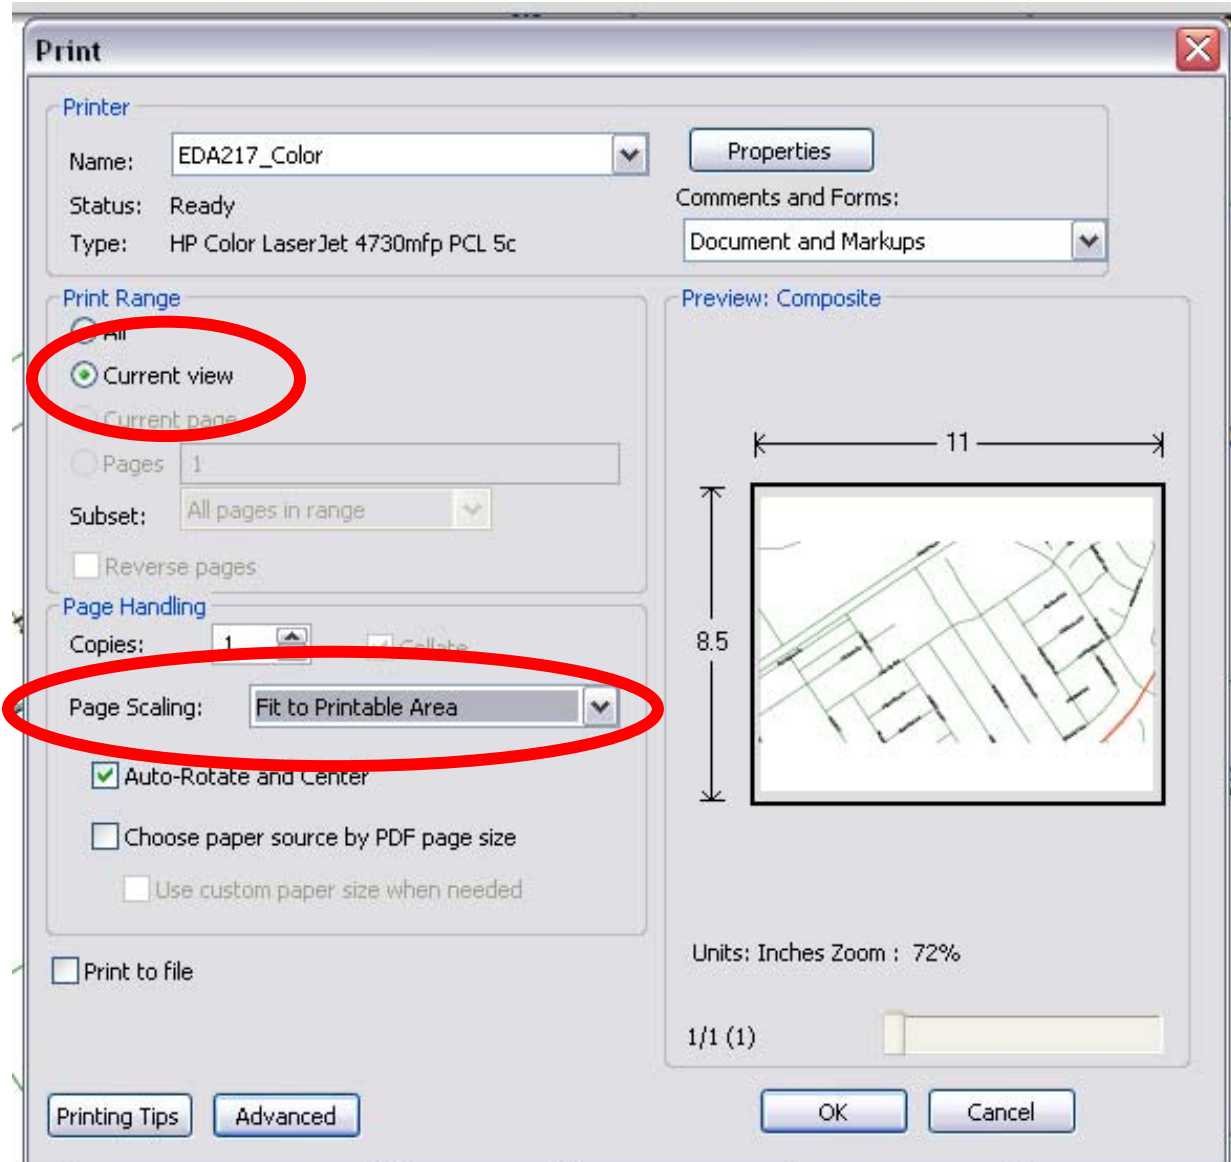 Print
Printer
Name: EDA217_Color Properties
Status: Ready Comments and Forms:
Type: HP Color LaserJet 4730mfp PCL 5c Document and Markups
Print Range
All
Current view
Current page
Pages 1
Subset: All pages in range
Reverse pages
Page Handling
Copies: 1 Collate
Page Scaling: Fit to Printable Area
Auto-Rotate and Center
Choose paper source by PDF page size
Use custom paper size when needed
Print to file
Preview: Composite
11
8.5
Units: Inches Zoom : 72%
1/1 (1)
Printing Tips Advanced OK Cancel